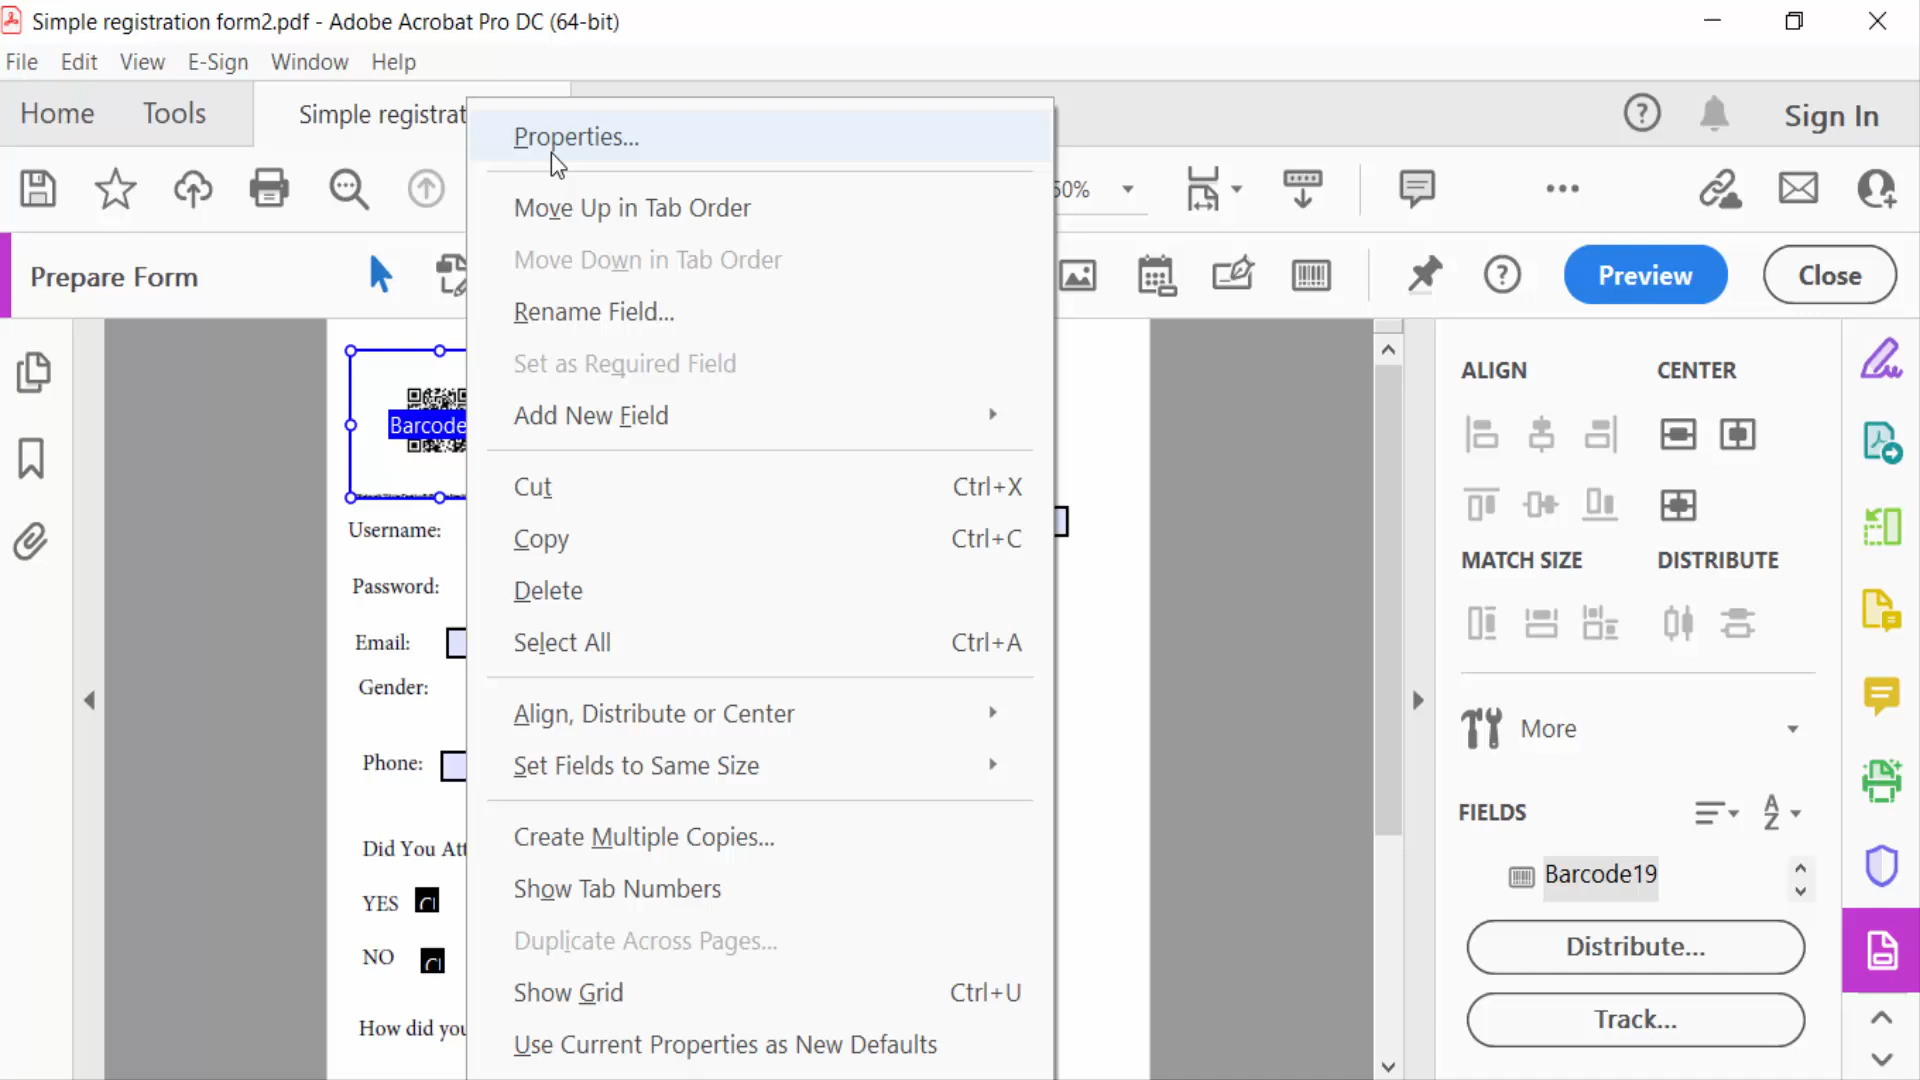 Simple registration form2.pdf - Adobe Acrobat Pro DC (64-bit)
File Edit View E-Sign Window Help
Home Tools Simple registrat
Sign In
50%
Prepare Form
Preview Close
Properties...
Move Up in Tab Order
Move Down in Tab Order
Rename Field...
Set as Required Field
Add New Field
Cut Ctrl+X
Copy Ctrl+C
Delete
Select All Ctrl+A
Align, Distribute or Center
Set Fields to Same Size
Create Multiple Copies...
Show Tab Numbers
Duplicate Across Pages...
Show Grid Ctrl+U
Use Current Properties as New Defaults
Barcode
Username:
Password:
Email:
Gender:
Phone:
Did You Att
YES
NO
How did you
ALIGN CENTER
MATCH SIZE DISTRIBUTE
More
FIELDS
A
Z
Barcode19
Distribute...
Track...